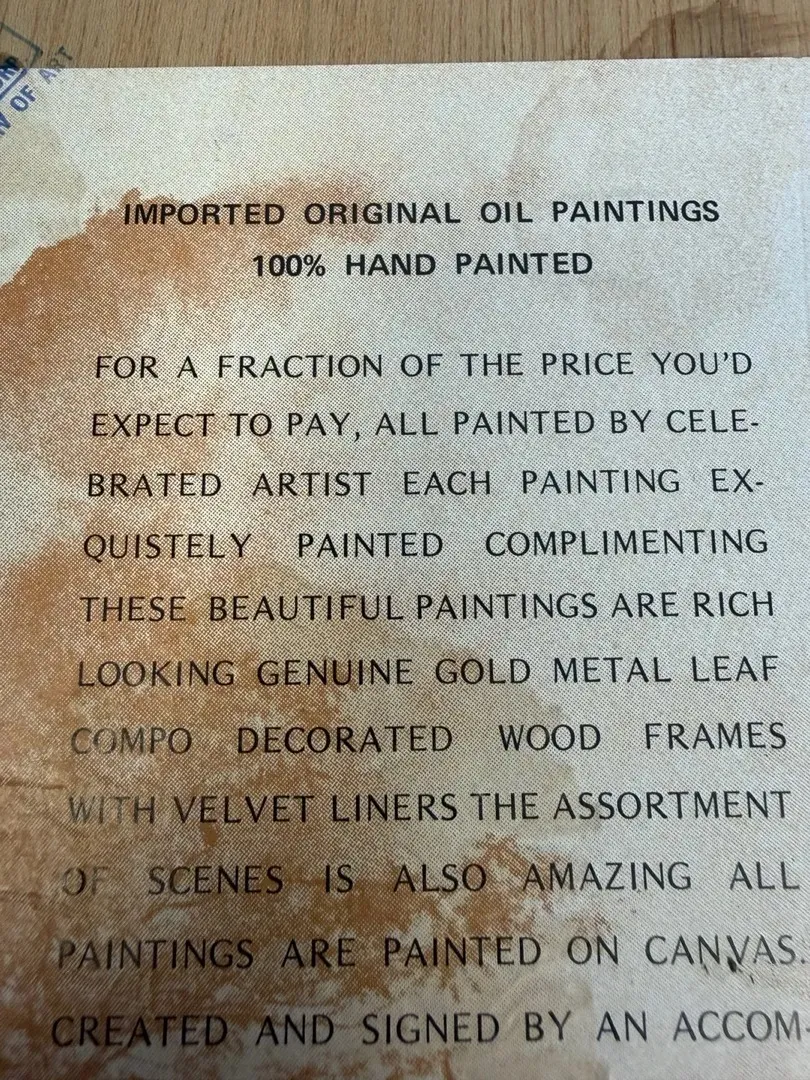 OF ART
IMPORTED ORIGINAL OIL PAINTINGS
100% HAND PAINTED
FOR A FRACTION OF THE PRICE YOU'D
EXPECT TO PAY, ALL PAINTED BY CELE-
BRATED ARTIST EACH PAINTING EX-
QUISTELY PAINTED COMPLIMENTING
THESE BEAUTIFUL PAINTINGS ARE RICH
LOOKING GENUINE GOLD METAL LEAF
COMPO DECORATED WOOD FRAMES
WITH VELVET LINERS THE ASSORTMENT
OF SCENES IS ALSO AMAZING ALL
PAINTINGS ARE PAINTED ON CANVAS.
CREATED AND SIGNED BY AN ACCOM-